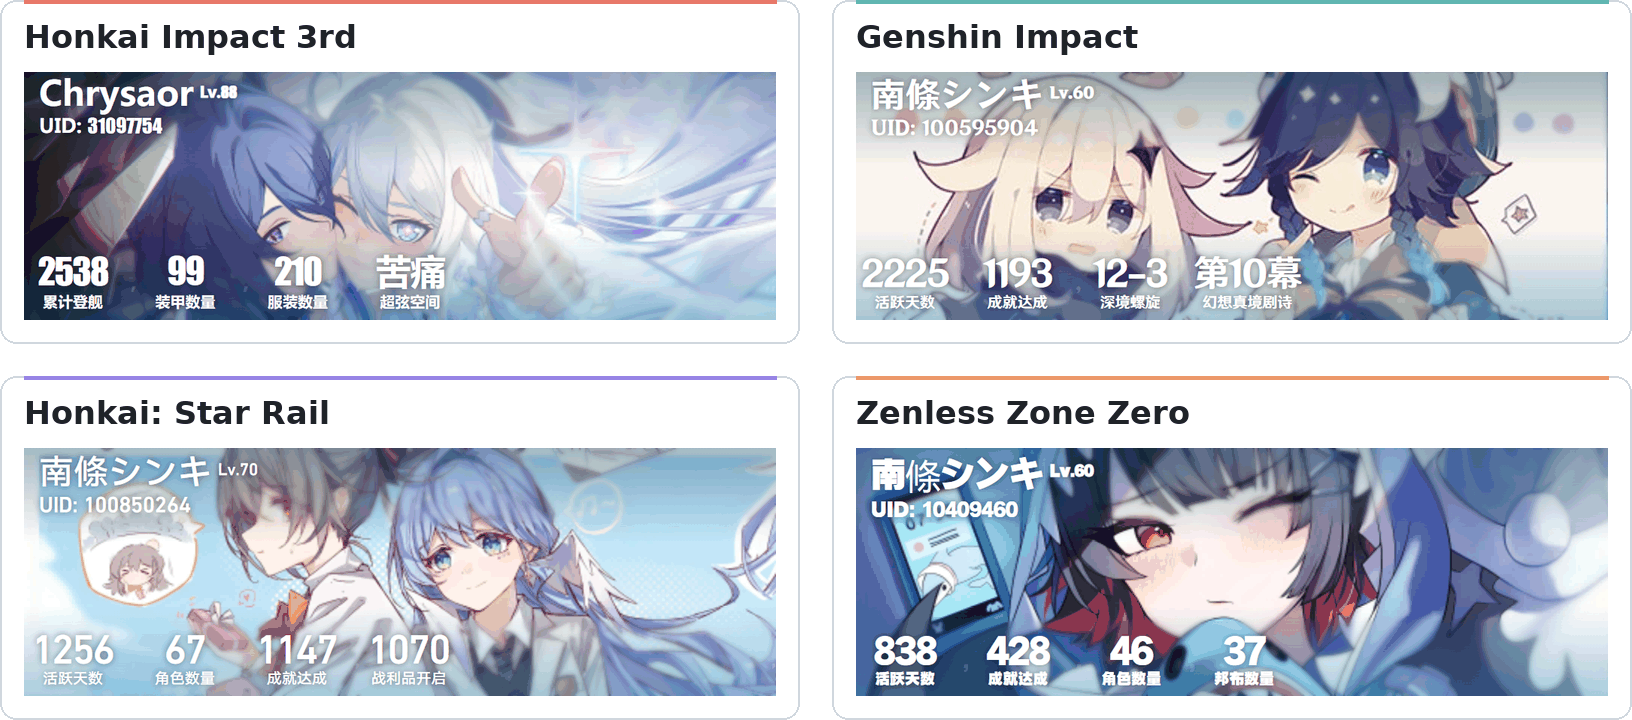 Honkai Impact 3rd
Chrysaor Lv.88
UID: 31097754
2538 99 210 苦痛
累计登舰 装甲数量 服装数量 超弦空间
Genshin Impact
南條シンキ Lv.60
UID: 100595904
2225 1193 12-3 第10幕
活跃天数 成就达成 深境螺旋 幻想真境剧诗
Honkai: Star Rail
南條シンキ Lv.70
UID: 100850264
1256 67 1147 1070
活跃天数 角色数量 成就达成 战利品开启
Zenless Zone Zero
南條シンキ Lv.60
UID: 10409460
838 428 46 37
活跃天数 成就达成 角色数量 邦布数量